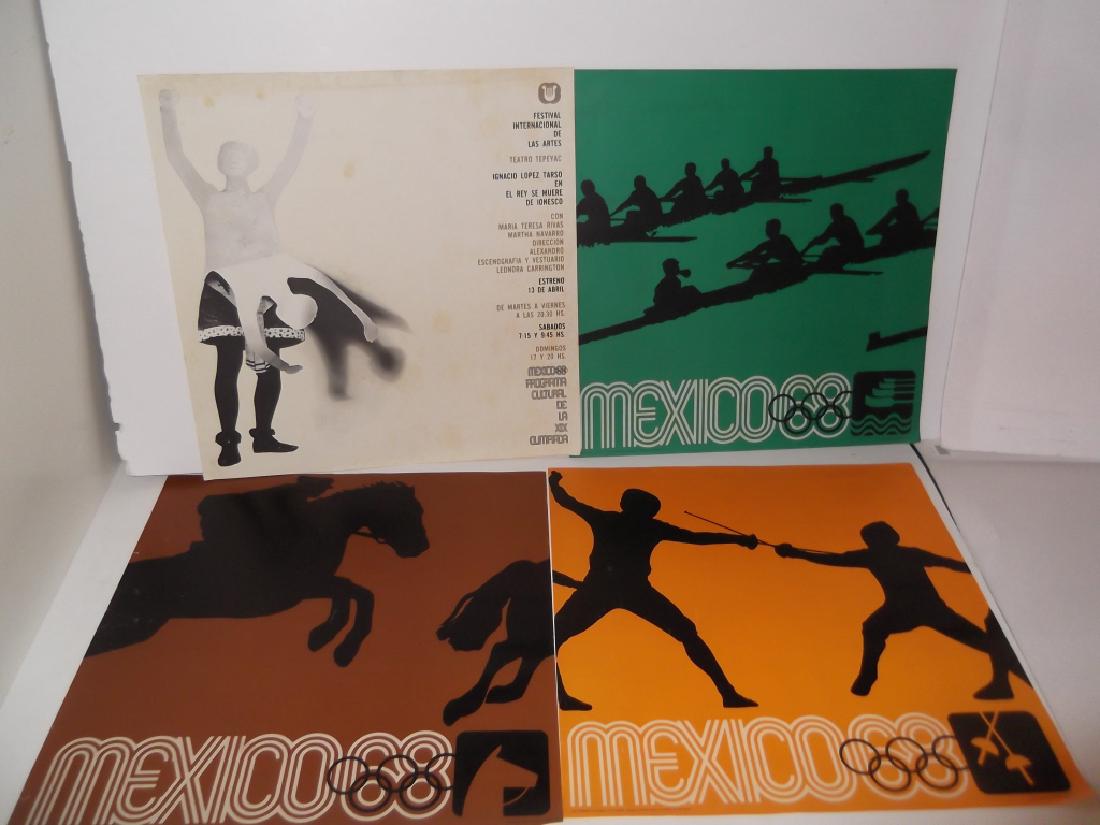 FESTIVAL
INTERNACIONAL
DE
LAS ARTES
TEATRO TEPEYAC
IGNACIO LOPEZ TARSO
EN
EL REY SE MUERE
DE IONESCO
CON
MARIA TERESA RIVAS
MARTHA NAVARRO
DIRECCIÓN
ALEXANDRO
ESCENOGRAFIA Y VESTUARIO
LEONORA CARRINGTON
ESTRENO
13 DE ABRIL
DE MARTES A VIERNES
A LAS 20:30 HS.
SABADOS
7:15 Y 9:45 HS.
DOMINGOS
17 Y 20 HS.
MEXICO68
PROGRAMA
CULTURAL
DE
LA
XIX
OLIMPIADA
MEXICO68
MEXICO68
MEXICO68